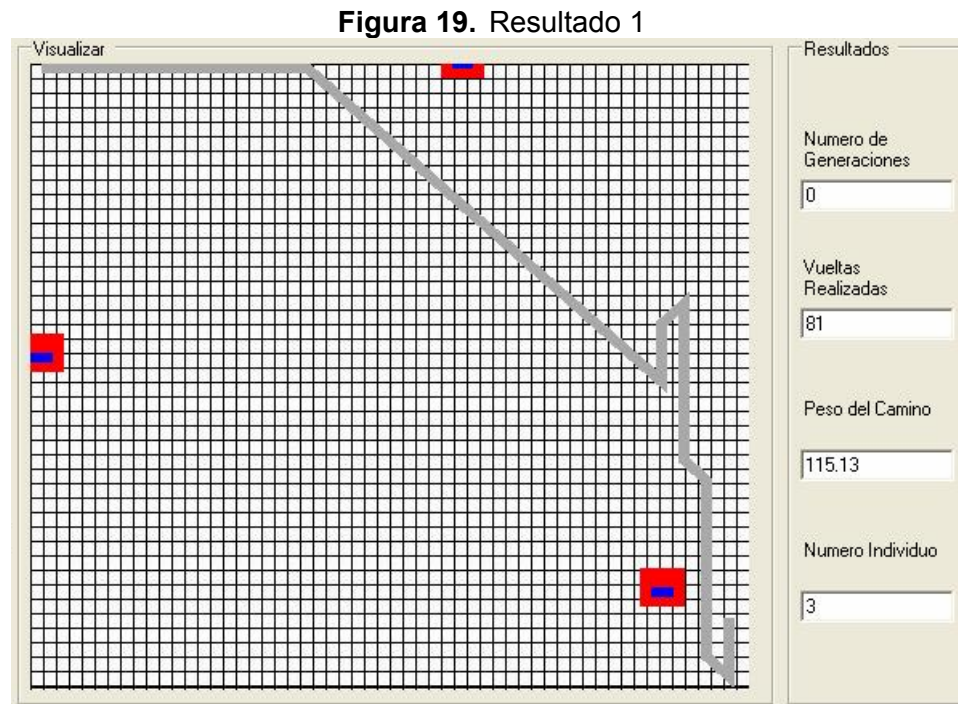 Figura 19. Resultado 1
Visualizar
Resultados
Numero de
Generaciones
0
Vueltas
Realizadas
81
Peso del Camino
115.13
Numero Individuo
3